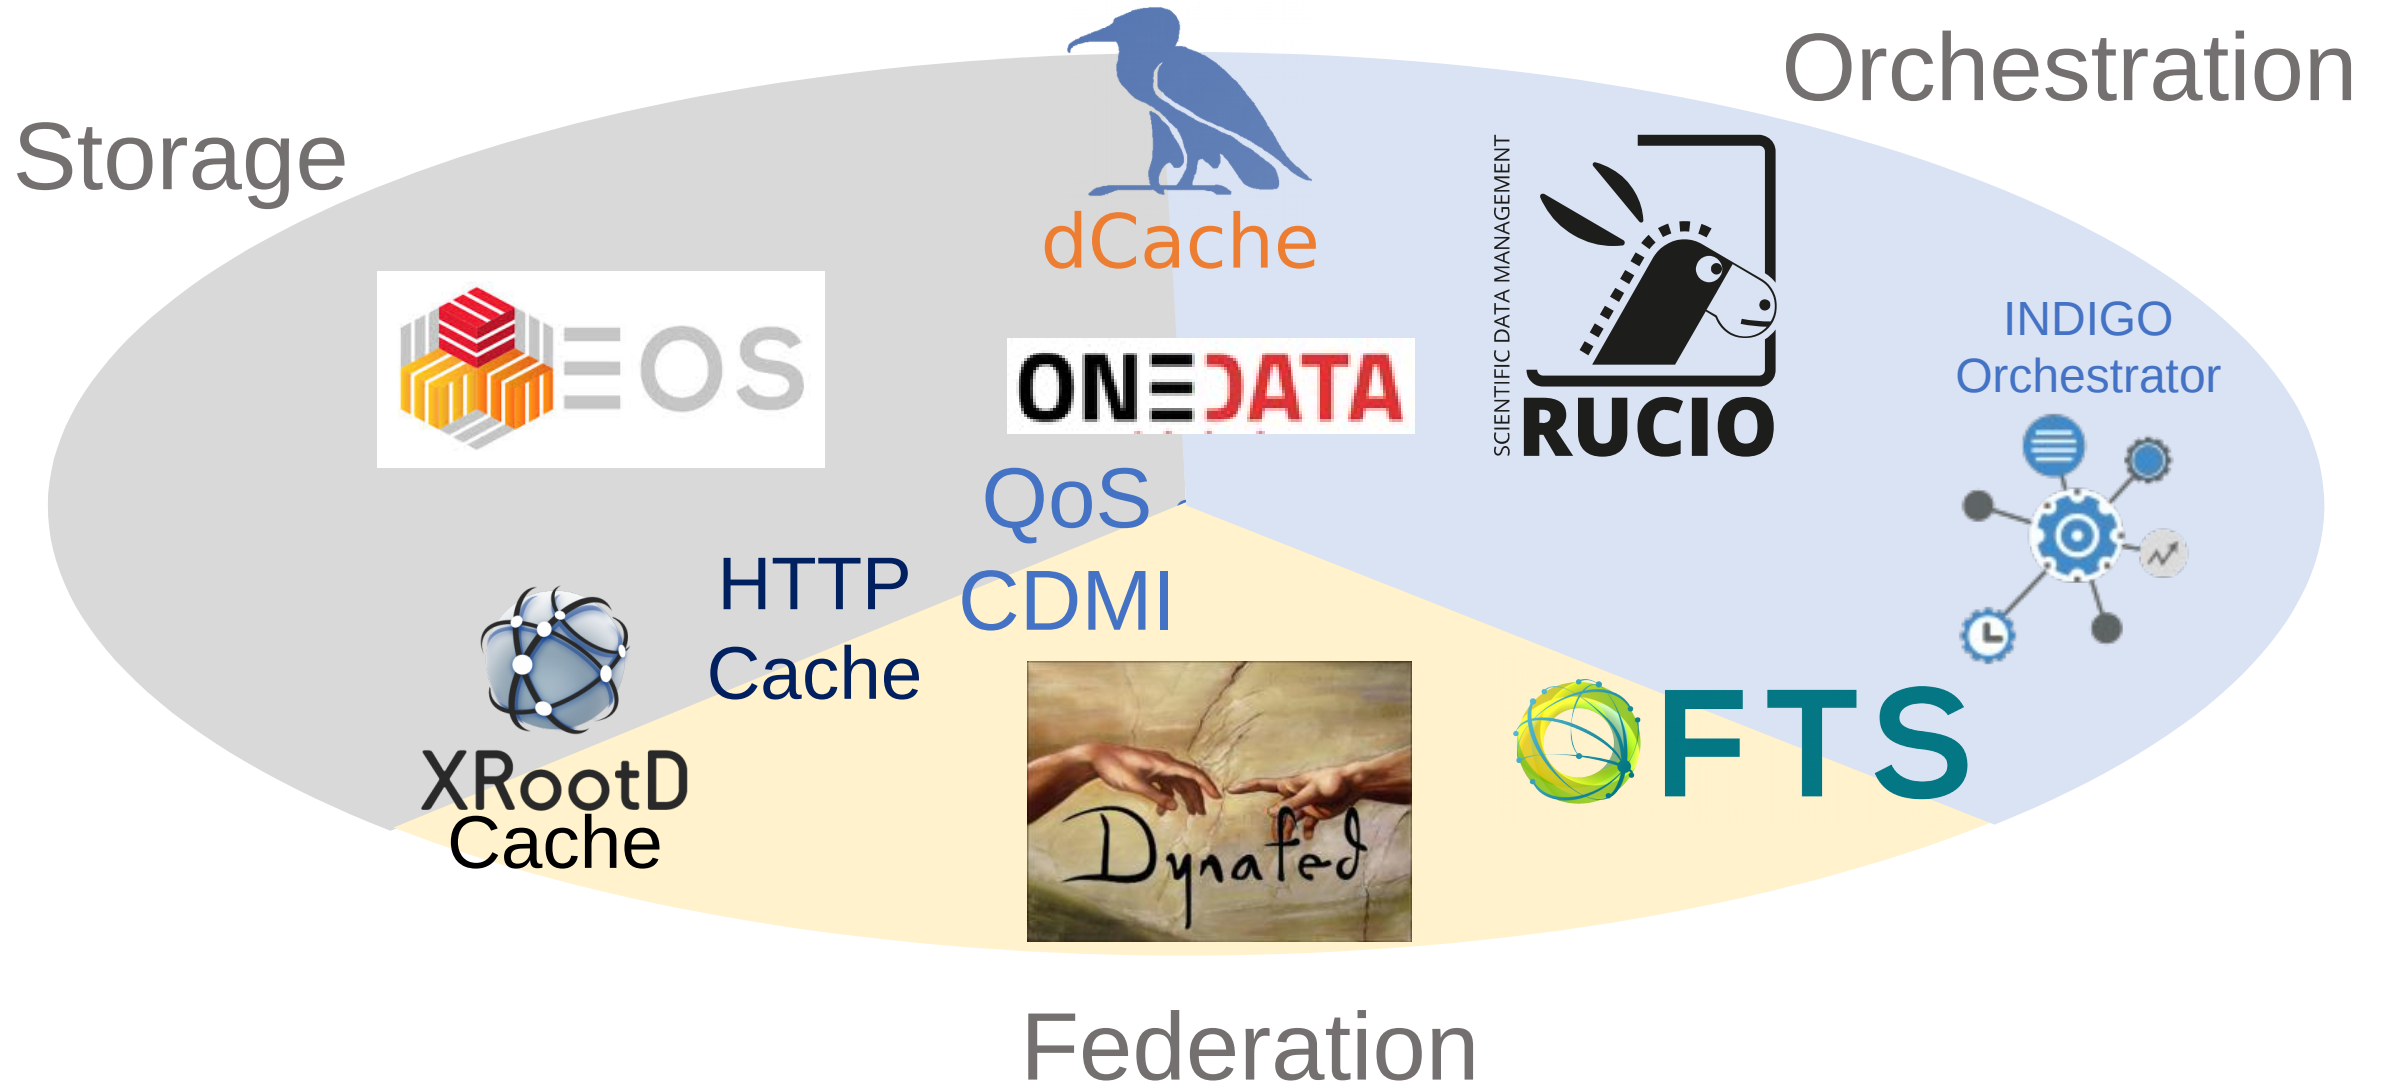 Orchestration
Storage
dCache
SCIENTIFIC DATA MANAGEMENT
RUCIO
EOS
ONEDATA
INDIGO
Orchestrator
QoS
CDMI
HTTP
Cache
XRootD
Cache
Dynafed
FTS
Federation